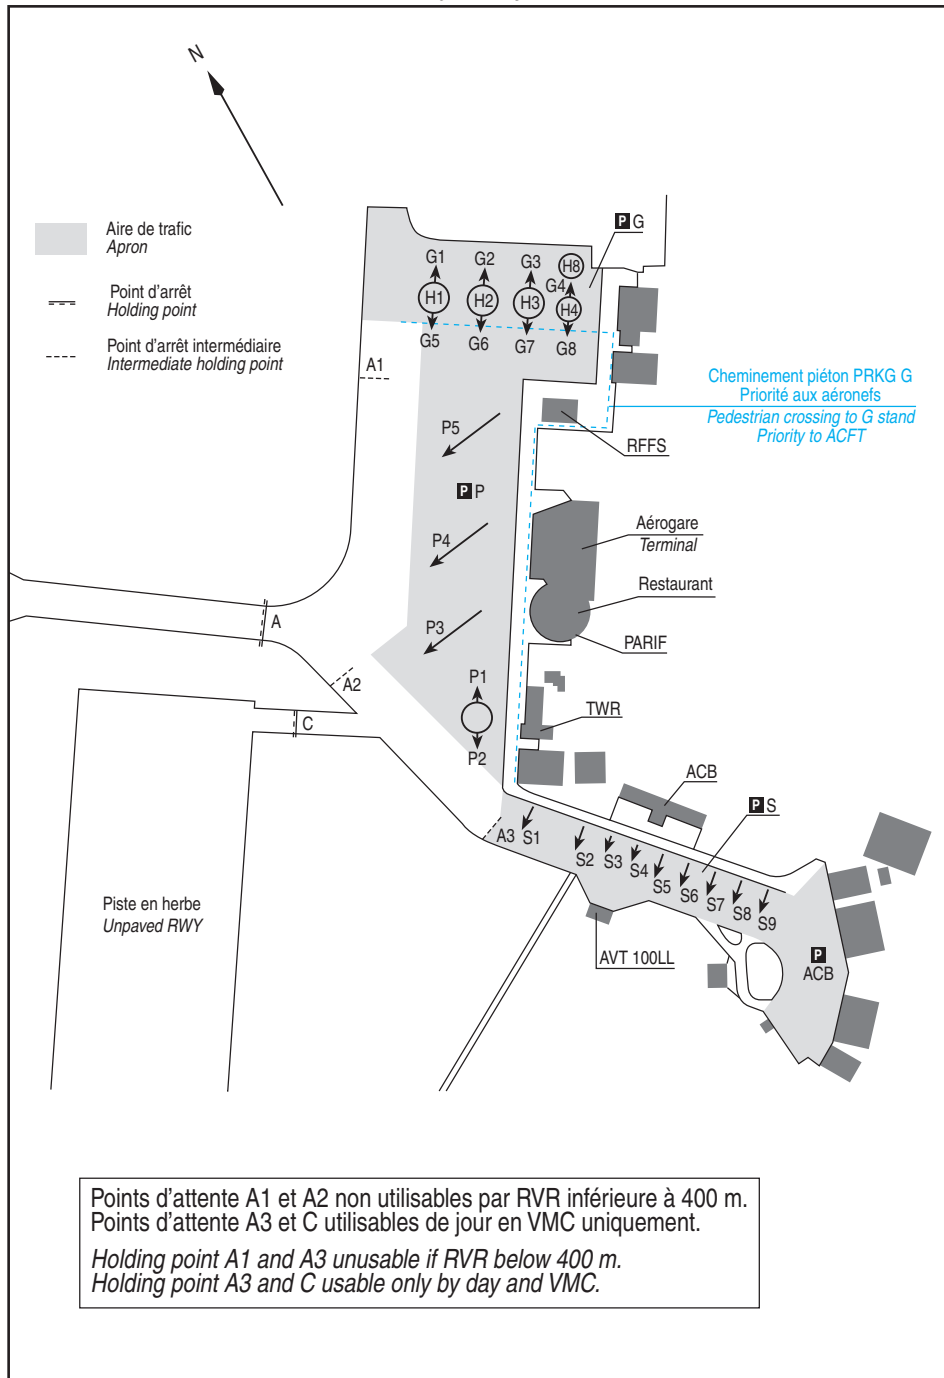 N
Aire de trafic
Apron
Point d'arrêt
Holding point
Point d'arrêt intermédiaire
Intermediate holding point
P G
G1 G2 G3 H8
G4
H1 H2 H3 H4
G5 G6 G7 G8
A1
Cheminement piéton PRKG G
Priorité aux aéronefs
Pedestrian crossing to G stand
Priority to ACFT
P5
RFFS
P P
Aérogare
Terminal
P4
Restaurant
A
P3
PARIF
P1
A2
TWR
C
P2
ACB
P S
A3 S1
S2 S3 S4 S5 S6 S7 S8 S9
Piste en herbe
Unpaved RWY
AVT 100LL
P
ACB
Points d'attente A1 et A2 non utilisables par RVR inférieure à 400 m.
Points d'attente A3 et C utilisables de jour en VMC uniquement.
Holding point A1 and A3 unusable if RVR below 400 m.
Holding point A3 and C usable only by day and VMC.